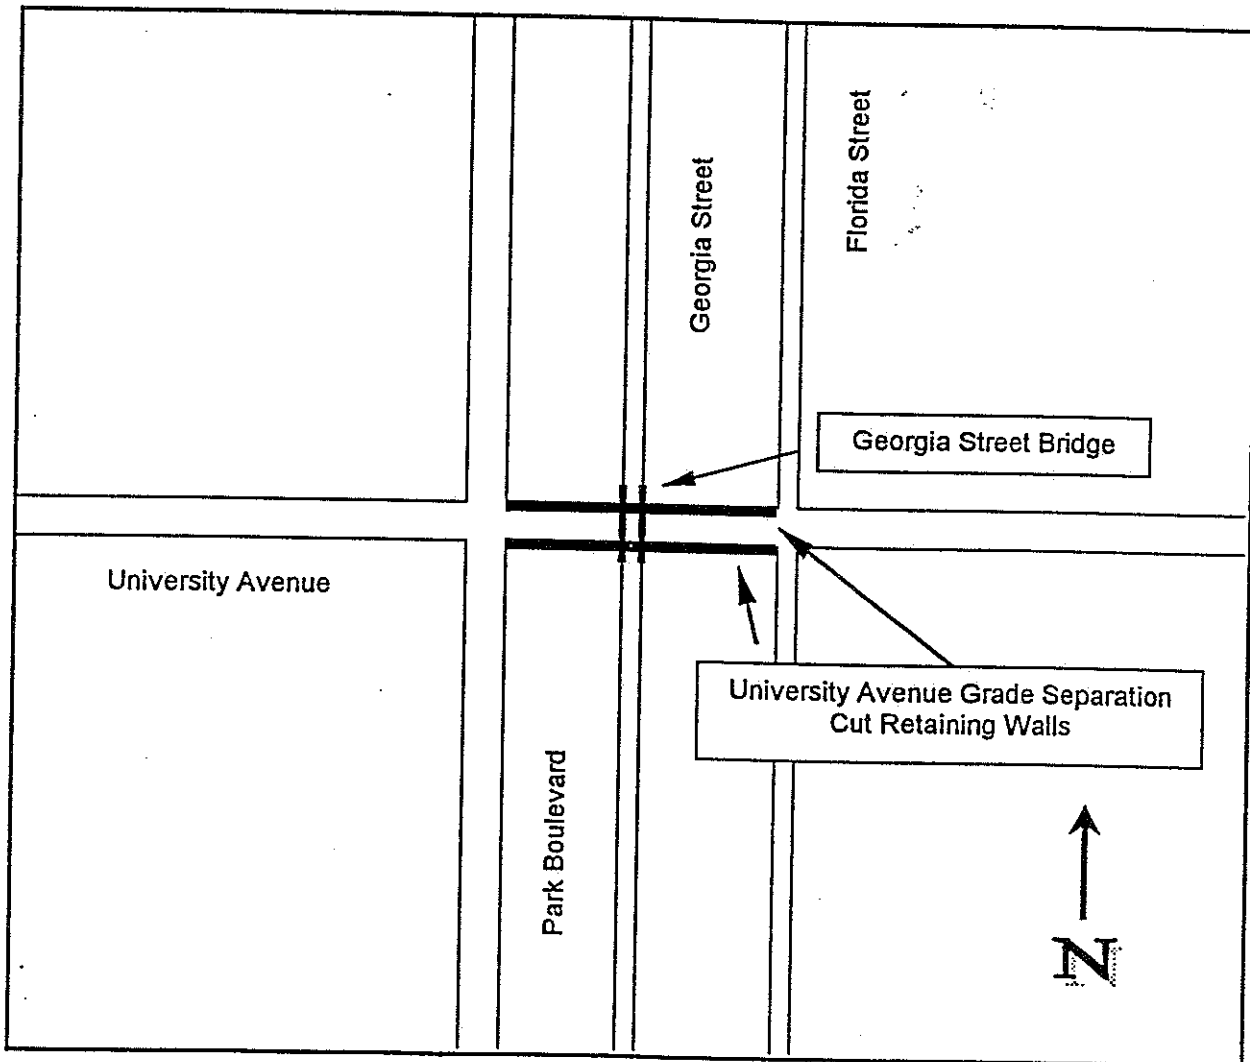 Georgia Street
Florida Street
Georgia Street Bridge
University Avenue
University Avenue Grade Separation
Cut Retaining Walls
Park Boulevard
N